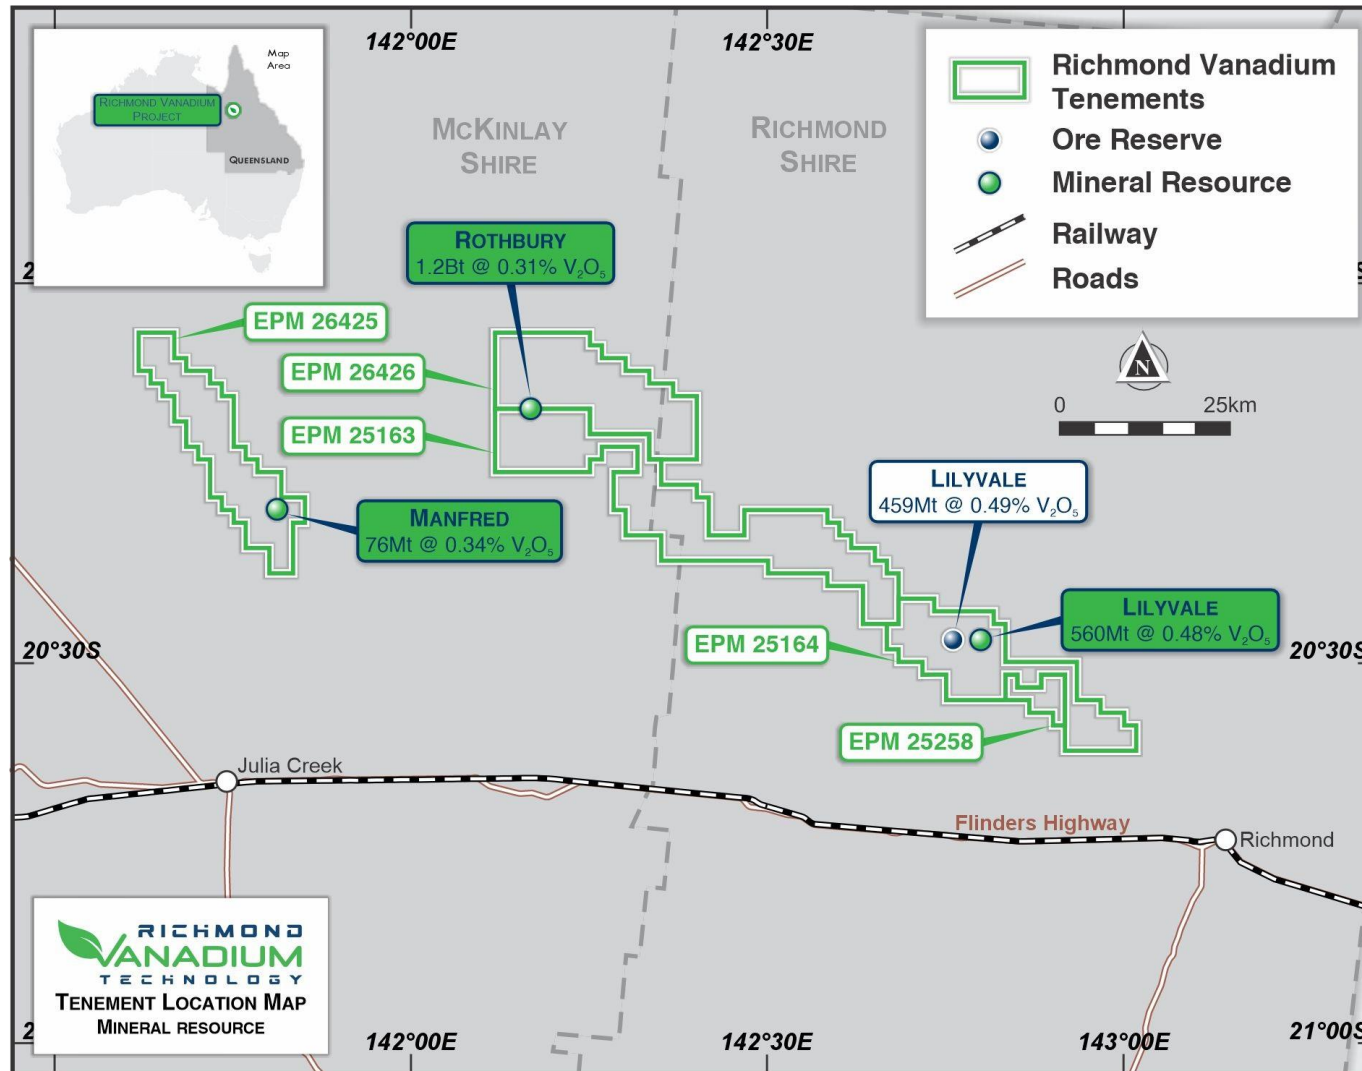 142°00E
142°30E
Map
Area
RICHMOND VANADIUM
PROJECT
QUEENSLAND
MCKINLAY
SHIRE
RICHMOND
SHIRE
Richmond Vanadium
Tenements
Ore Reserve
Mineral Resource
Railway
Roads
ROTHBURY
1.2Bt @ 0.31% V₂O₅
EPM 26425
EPM 26426
EPM 25163
N
0 25km
MANFRED
76Mt @ 0.34% V₂O₅
LILYVALE
459Mt @ 0.49% V₂O₅
LILYVALE
560Mt @ 0.48% V₂O₅
EPM 25164
EPM 25258
20°30S
20°30S
Julia Creek
Flinders Highway
Richmond
RICHMOND
VANADIUM
TECHNOLOGY
TENEMENT LOCATION MAP
MINERAL RESOURCE
142°00E
142°30E
143°00E
21°00S